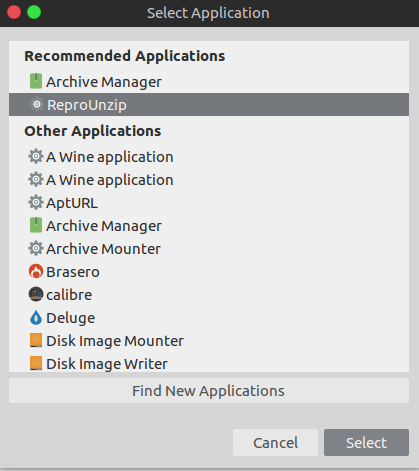 Select Application
Recommended Applications
Archive Manager
ReproUnzip
Other Applications
A Wine application
A Wine application
AptURL
Archive Manager
Archive Mounter
Brasero
calibre
Deluge
Disk Image Mounter
Disk Image Writer
Find New Applications
Cancel
Select